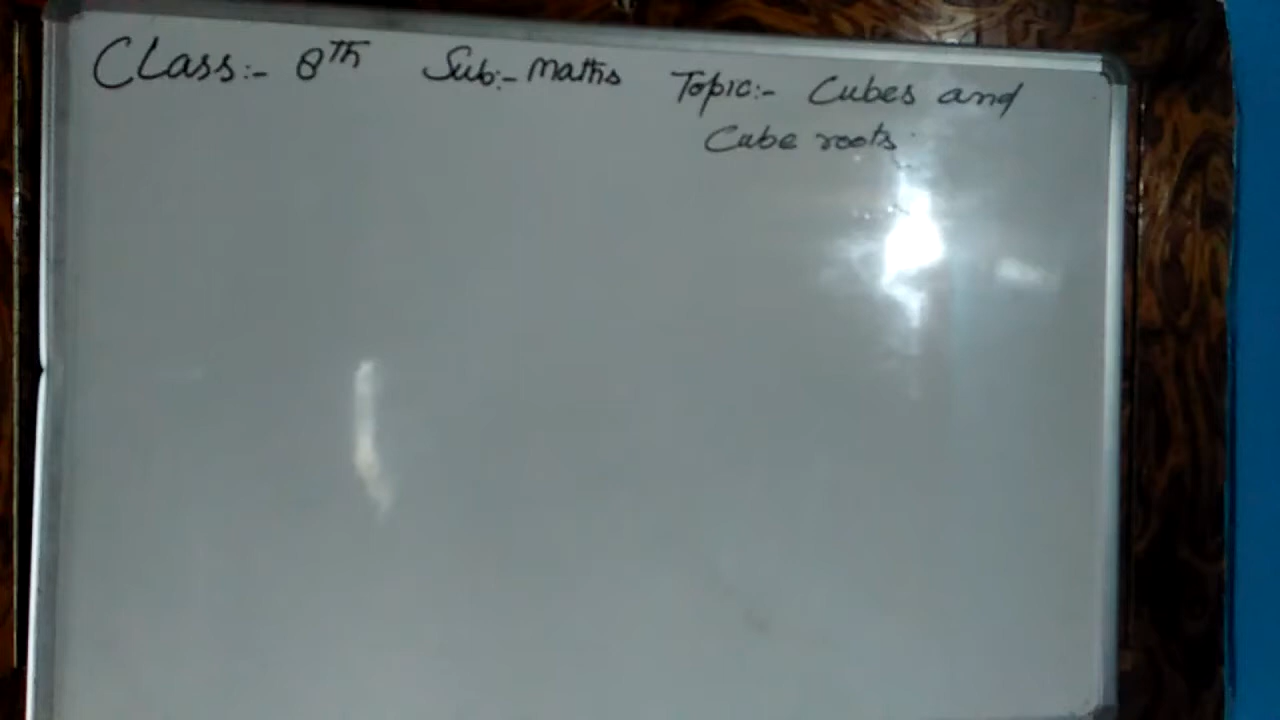 Class:- 8Th Sub:- maths Topic:- Cubes and
Cube roots.